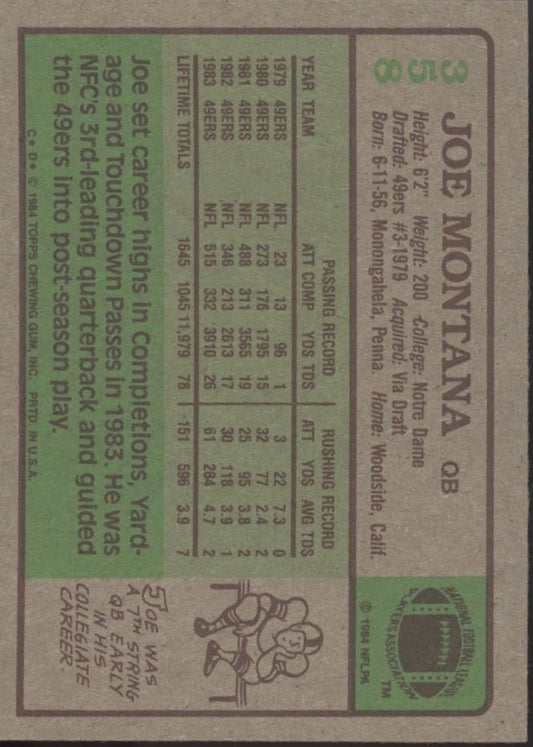 358
JOE MONTANA QB
Height: 6'2" Weight: 200 College: Notre Dame
Drafted: 49ers #3-1979 Acquired: Via Draft
Born: 6-11-56, Monongahela, Penna. Home: Woodside, Calif.
NATIONAL FOOTBALL LEAGUE
PLAYERS ASSOCIATION
TM
© 1984 NFLPA
PASSING RECORD RUSHING RECORD
YEAR TEAM ATT COMP YDS TDS ATT YDS AVG TDS
1979 49ERS NFL 23 13 96 1 3 22 7.3 0
1980 49ERS NFL 273 176 1795 15 32 77 2.4 2
1981 49ERS NFL 488 311 3565 19 25 95 3.8 2
1982 49ERS NFL 346 213 2613 17 30 118 3.9 1
1983 49ERS NFL 515 332 3910 26 61 284 4.7 2
LIFETIME TOTALS 1645 1045 11,979 78 151 596 3.9 7
Joe set career highs in Completions, Yard-
age and Touchdown Passes in 1983. He was
NFC's 3rd-leading quarterback and guided
the 49ers into post-season play.
C* D* © 1984 TOPPS CHEWING GUM, INC. PRTD. IN U.S.A.
JOE WAS
A 7TH STRING
QB EARLY
IN HIS
COLLEGIATE
CAREER.